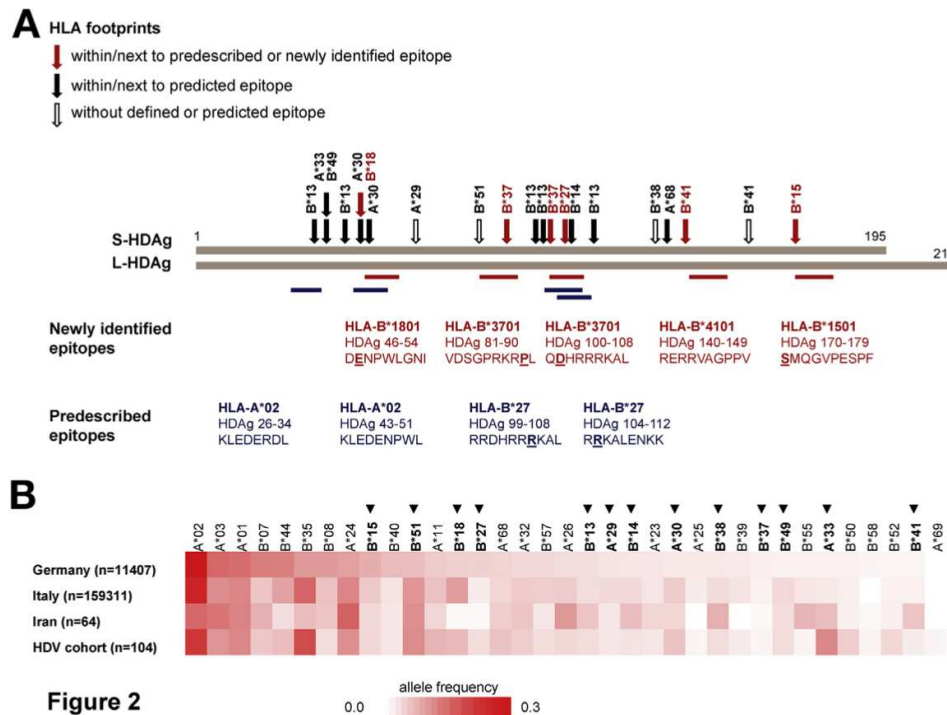 A
HLA footprints
within/next to predescribed or newly identified epitope
within/next to predicted epitope
without defined or predicted epitope
B*13
A*33
B*49
B*13
A*30
B*18
A*30
A*29
B*51
B*37
B*13
B*13
B*37
B*27
B*14
B*13
B*38
A*68
B*41
B*41
B*15
S-HDAg 1 195
L-HDAg 21
Newly identified epitopes
HLA-B*1801 HLA-B*3701 HLA-B*3701 HLA-B*4101 HLA-B*1501
HDAg 46-54 HDAg 81-90 HDAg 100-108 HDAg 140-149 HDAg 170-179
DENPWLGNI VDSGPRKRPL QDHRRRKAL RERRVAGPPV SMQGVPESPF
Predescribed epitopes
HLA-A*02 HLA-A*02 HLA-B*27 HLA-B*27
HDAg 26-34 HDAg 43-51 HDAg 99-108 HDAg 104-112
KLEDERDL KLEDENPWL RRDHRRRKAL RRKALENKK
B
A*02 A*03 A*01 B*07 B*44 B*35 B*08 A*24 B*15 B*40 B*51 A*11 B*18 B*27 A*68 A*32 B*57 A*26 B*13 A*29 B*14 A*23 A*30 A*25 B*38 B*39 B*37 B*49 B*55 A*33 B*50 B*58 B*52 B*41 A*69
Germany (n=11407)
Italy (n=159311)
Iran (n=64)
HDV cohort (n=104)
Figure 2
allele frequency
0.0 0.3